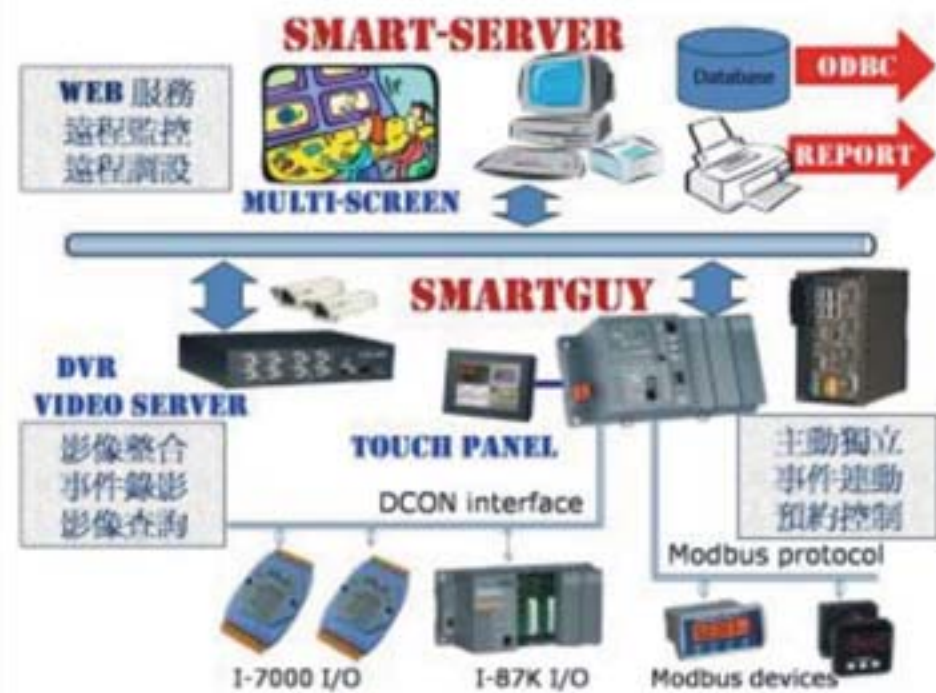 SMART-SERVER
WEB 服務
遠程監控
遠程調設
MULTI-SCREEN
Database
ODBC
REPORT
SMARTGUY
DVR
VIDEO SERVER
影像整合
事件錄影
影像查詢
TOUCH PANEL
主動獨立
事件連動
預約控制
DCON interface
Modbus protocol
I-7000 I/O
I-87K I/O
Modbus devices